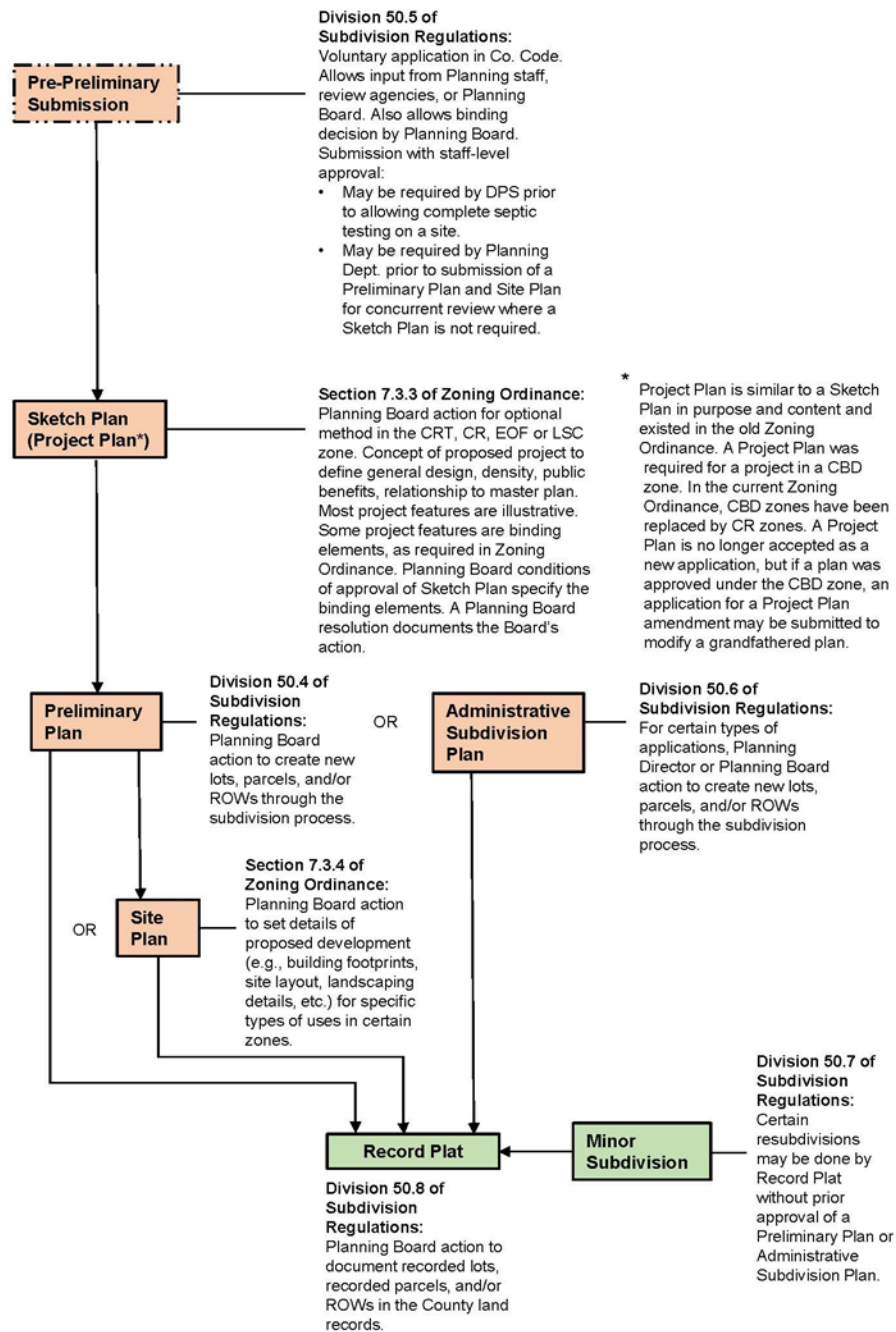 Division 50.5 of
Subdivision Regulations:
Voluntary application in Co. Code.
Allows input from Planning staff,
review agencies, or Planning
Board. Also allows binding
decision by Planning Board.
Submission with staff-level
approval:
• May be required by DPS prior
to allowing complete septic
testing on a site.
• May be required by Planning
Dept. prior to submission of a
Preliminary Plan and Site Plan
for concurrent review where a
Sketch Plan is not required.
Pre-Preliminary
Submission
Sketch Plan
(Project Plan*)
Section 7.3.3 of Zoning Ordinance:
Planning Board action for optional
method in the CRT, CR, EOF or LSC
zone. Concept of proposed project to
define general design, density, public
benefits, relationship to master plan.
Most project features are illustrative.
Some project features are binding
elements, as required in Zoning
Ordinance. Planning Board conditions
of approval of Sketch Plan specify the
binding elements. A Planning Board
resolution documents the Board's
action.
*
Project Plan is similar to a Sketch
Plan in purpose and content and
existed in the old Zoning
Ordinance. A Project Plan was
required for a project in a CBD
zone. In the current Zoning
Ordinance, CBD zones have been
replaced by CR zones. A Project
Plan is no longer accepted as a
new application, but if a plan was
approved under the CBD zone, an
application for a Project Plan
amendment may be submitted to
modify a grandfathered plan.
Preliminary
Plan
Division 50.4 of
Subdivision
Regulations:
Planning Board
action to create new
lots, parcels, and/or
ROWs through the
subdivision process.
OR
Administrative
Subdivision
Plan
Division 50.6 of
Subdivision Regulations:
For certain types of
applications, Planning
Director or Planning Board
action to create new lots,
parcels, and/or ROWs
through the subdivision
process.
OR
Site
Plan
Section 7.3.4 of
Zoning Ordinance:
Planning Board action
to set details of
proposed development
(e.g., building footprints,
site layout, landscaping
details, etc.) for specific
types of uses in certain
zones.
Record Plat
Division 50.8 of
Subdivision
Regulations:
Planning Board action to
document recorded lots,
recorded parcels, and/or
ROWs in the County land
records.
Minor
Subdivision
Division 50.7 of
Subdivision
Regulations:
Certain
resubdivisions
may be done by
Record Plat
without prior
approval of a
Preliminary Plan or
Administrative
Subdivision Plan.